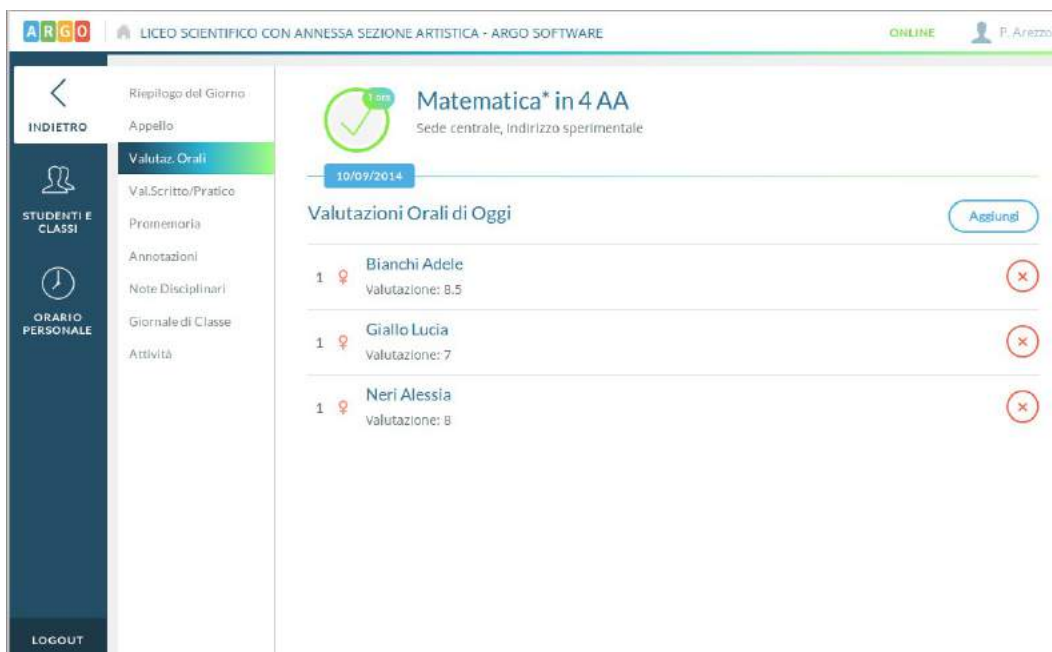 ARGO LICEO SCIENTIFICO CON ANNESSA SEZIONE ARTISTICA - ARGO SOFTWARE ONLINE P. Arezzo
INDIETRO
STUDENTI E
CLASSI
ORARIO
PERSONALE
LOGOUT
Riepilogo del Giorno
Appello
Valutaz. Orali
Val.Scritto/Pratico
Promemoria
Annotazioni
Note Disciplinari
Giornale di Classe
Attività
1 ora
Matematica* in 4 AA
Sede centrale, Indirizzo sperimentale
10/09/2014
Valutazioni Orali di Oggi Aggiungi
1 Bianchi Adele
Valutazione: 8.5
1 Giallo Lucia
Valutazione: 7
1 Neri Alessia
Valutazione: 8